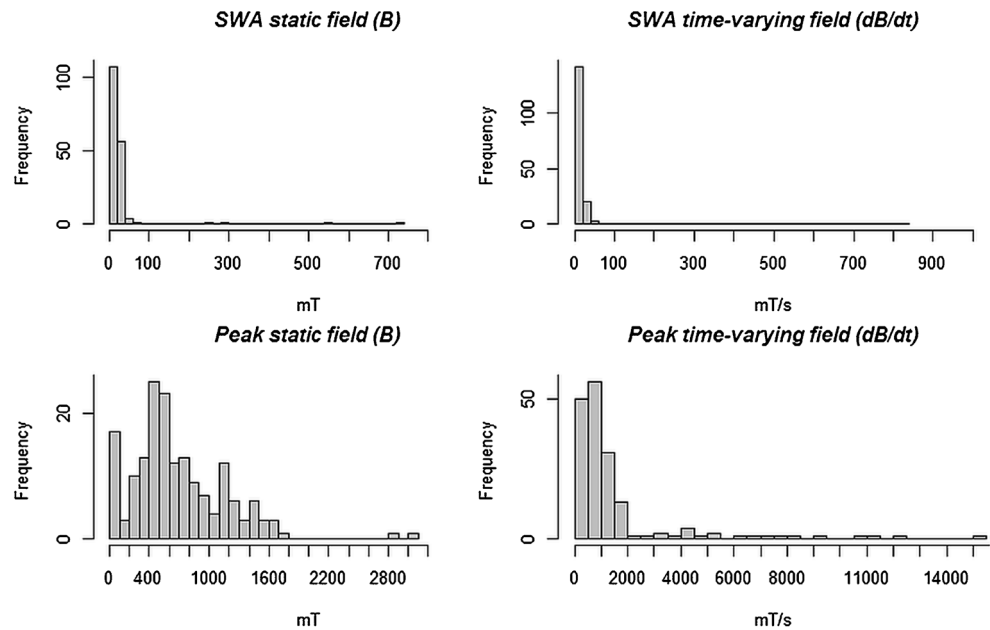 SWA static field (B)
SWA time-varying field (dB/dt)
Frequency
0 50 100
0 100 300 500 700
mT
Frequency
0 50 100
0 100 300 500 700 900
mT/s
Peak static field (B)
Peak time-varying field (dB/dt)
Frequency
0 20
0 400 1000 1600 2200 2800
mT
Frequency
0 50
0 2000 4000 6000 8000 11000 14000
mT/s